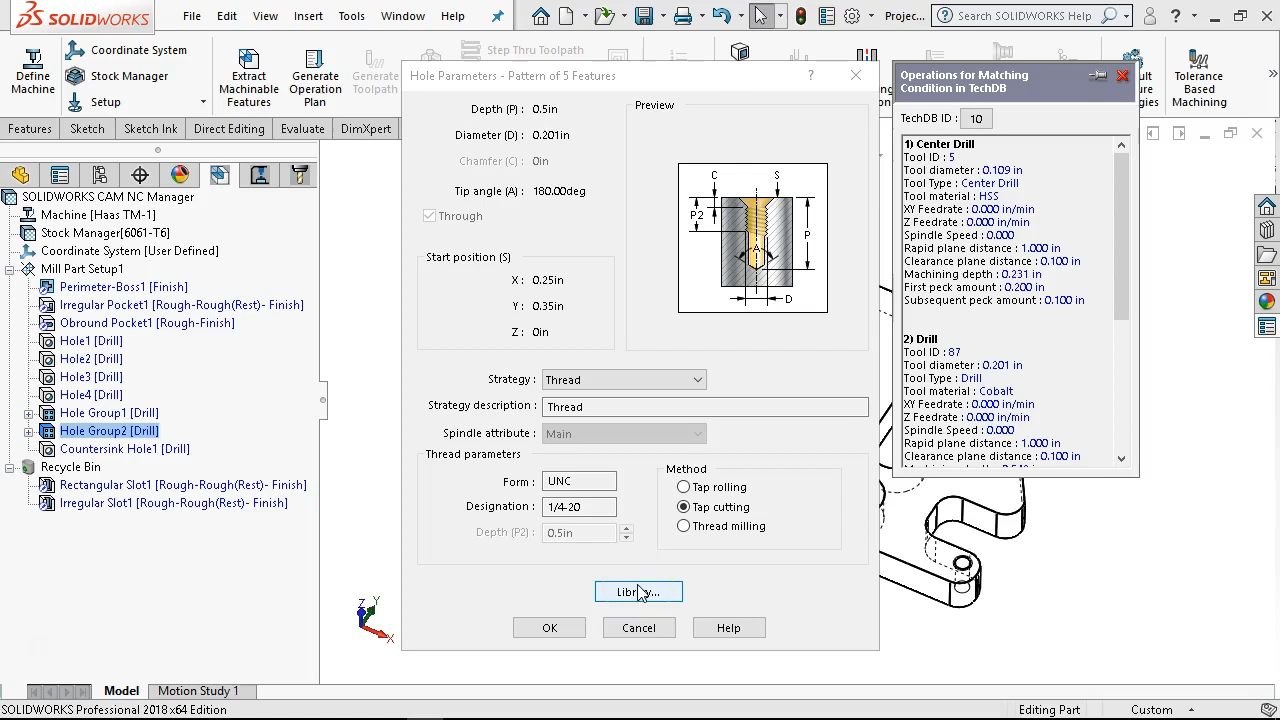 SOLIDWORKS
File Edit View Insert Tools Window Help
Projec...
Search SOLIDWORKS Help
Define Machine
Coordinate System
Stock Manager
Setup
Extract Machinable Features
Generate Operation Plan
Generate Toolpath
Step Thru Toolpath
Tolerance Based Machining
Features Sketch Sketch Ink Direct Editing Evaluate DimXpert
SOLIDWORKS CAM NC Manager
Machine [Haas TM-1]
Stock Manager[6061-T6]
Coordinate System [User Defined]
Mill Part Setup1
Perimeter-Boss1 [Finish]
Irregular Pocket1 [Rough-Rough(Rest)- Finish]
Obround Pocket1 [Rough-Finish]
Hole1 [Drill]
Hole2 [Drill]
Hole3 [Drill]
Hole4 [Drill]
Hole Group1 [Drill]
Hole Group2 [Drill]
Countersink Hole1 [Drill]
Recycle Bin
Rectangular Slot1 [Rough-Rough(Rest)- Finish]
Irregular Slot1 [Rough-Rough(Rest)- Finish]
Hole Parameters - Pattern of 5 Features
Depth (P) : 0.5in
Diameter (D) : 0.201in
Chamfer (C) : 0in
Tip angle (A) : 180.00deg
Through
Start position (S)
X : 0.25in
Y : 0.35in
Z : 0in
Preview
C S
P2 P
A
D
Strategy : Thread
Strategy description : Thread
Spindle attribute : Main
Thread parameters
Form : UNC
Designation : 1/4-20
Depth (P2) : 0.5in
Method
Tap rolling
Tap cutting
Thread milling
Library...
OK Cancel Help
Operations for Matching
Condition in TechDB
TechDB ID : 10
1) Center Drill
Tool ID : 5
Tool diameter : 0.109 in
Tool Type : Center Drill
Tool material : HSS
XY Feedrate : 0.000 in/min
Z Feedrate : 0.000 in/min
Spindle Speed : 0.000
Rapid plane distance : 1.000 in
Clearance plane distance : 0.100 in
Machining depth : 0.231 in
First peck amount : 0.200 in
Subsequent peck amount : 0.100 in
2) Drill
Tool ID : 87
Tool diameter : 0.201 in
Tool Type : Drill
Tool material : Cobalt
XY Feedrate : 0.000 in/min
Z Feedrate : 0.000 in/min
Spindle Speed : 0.000
Rapid plane distance : 1.000 in
Clearance plane distance : 0.100 in
Z Y X
Model Motion Study 1
SOLIDWORKS Professional 2018 x64 Edition
Editing Part Custom